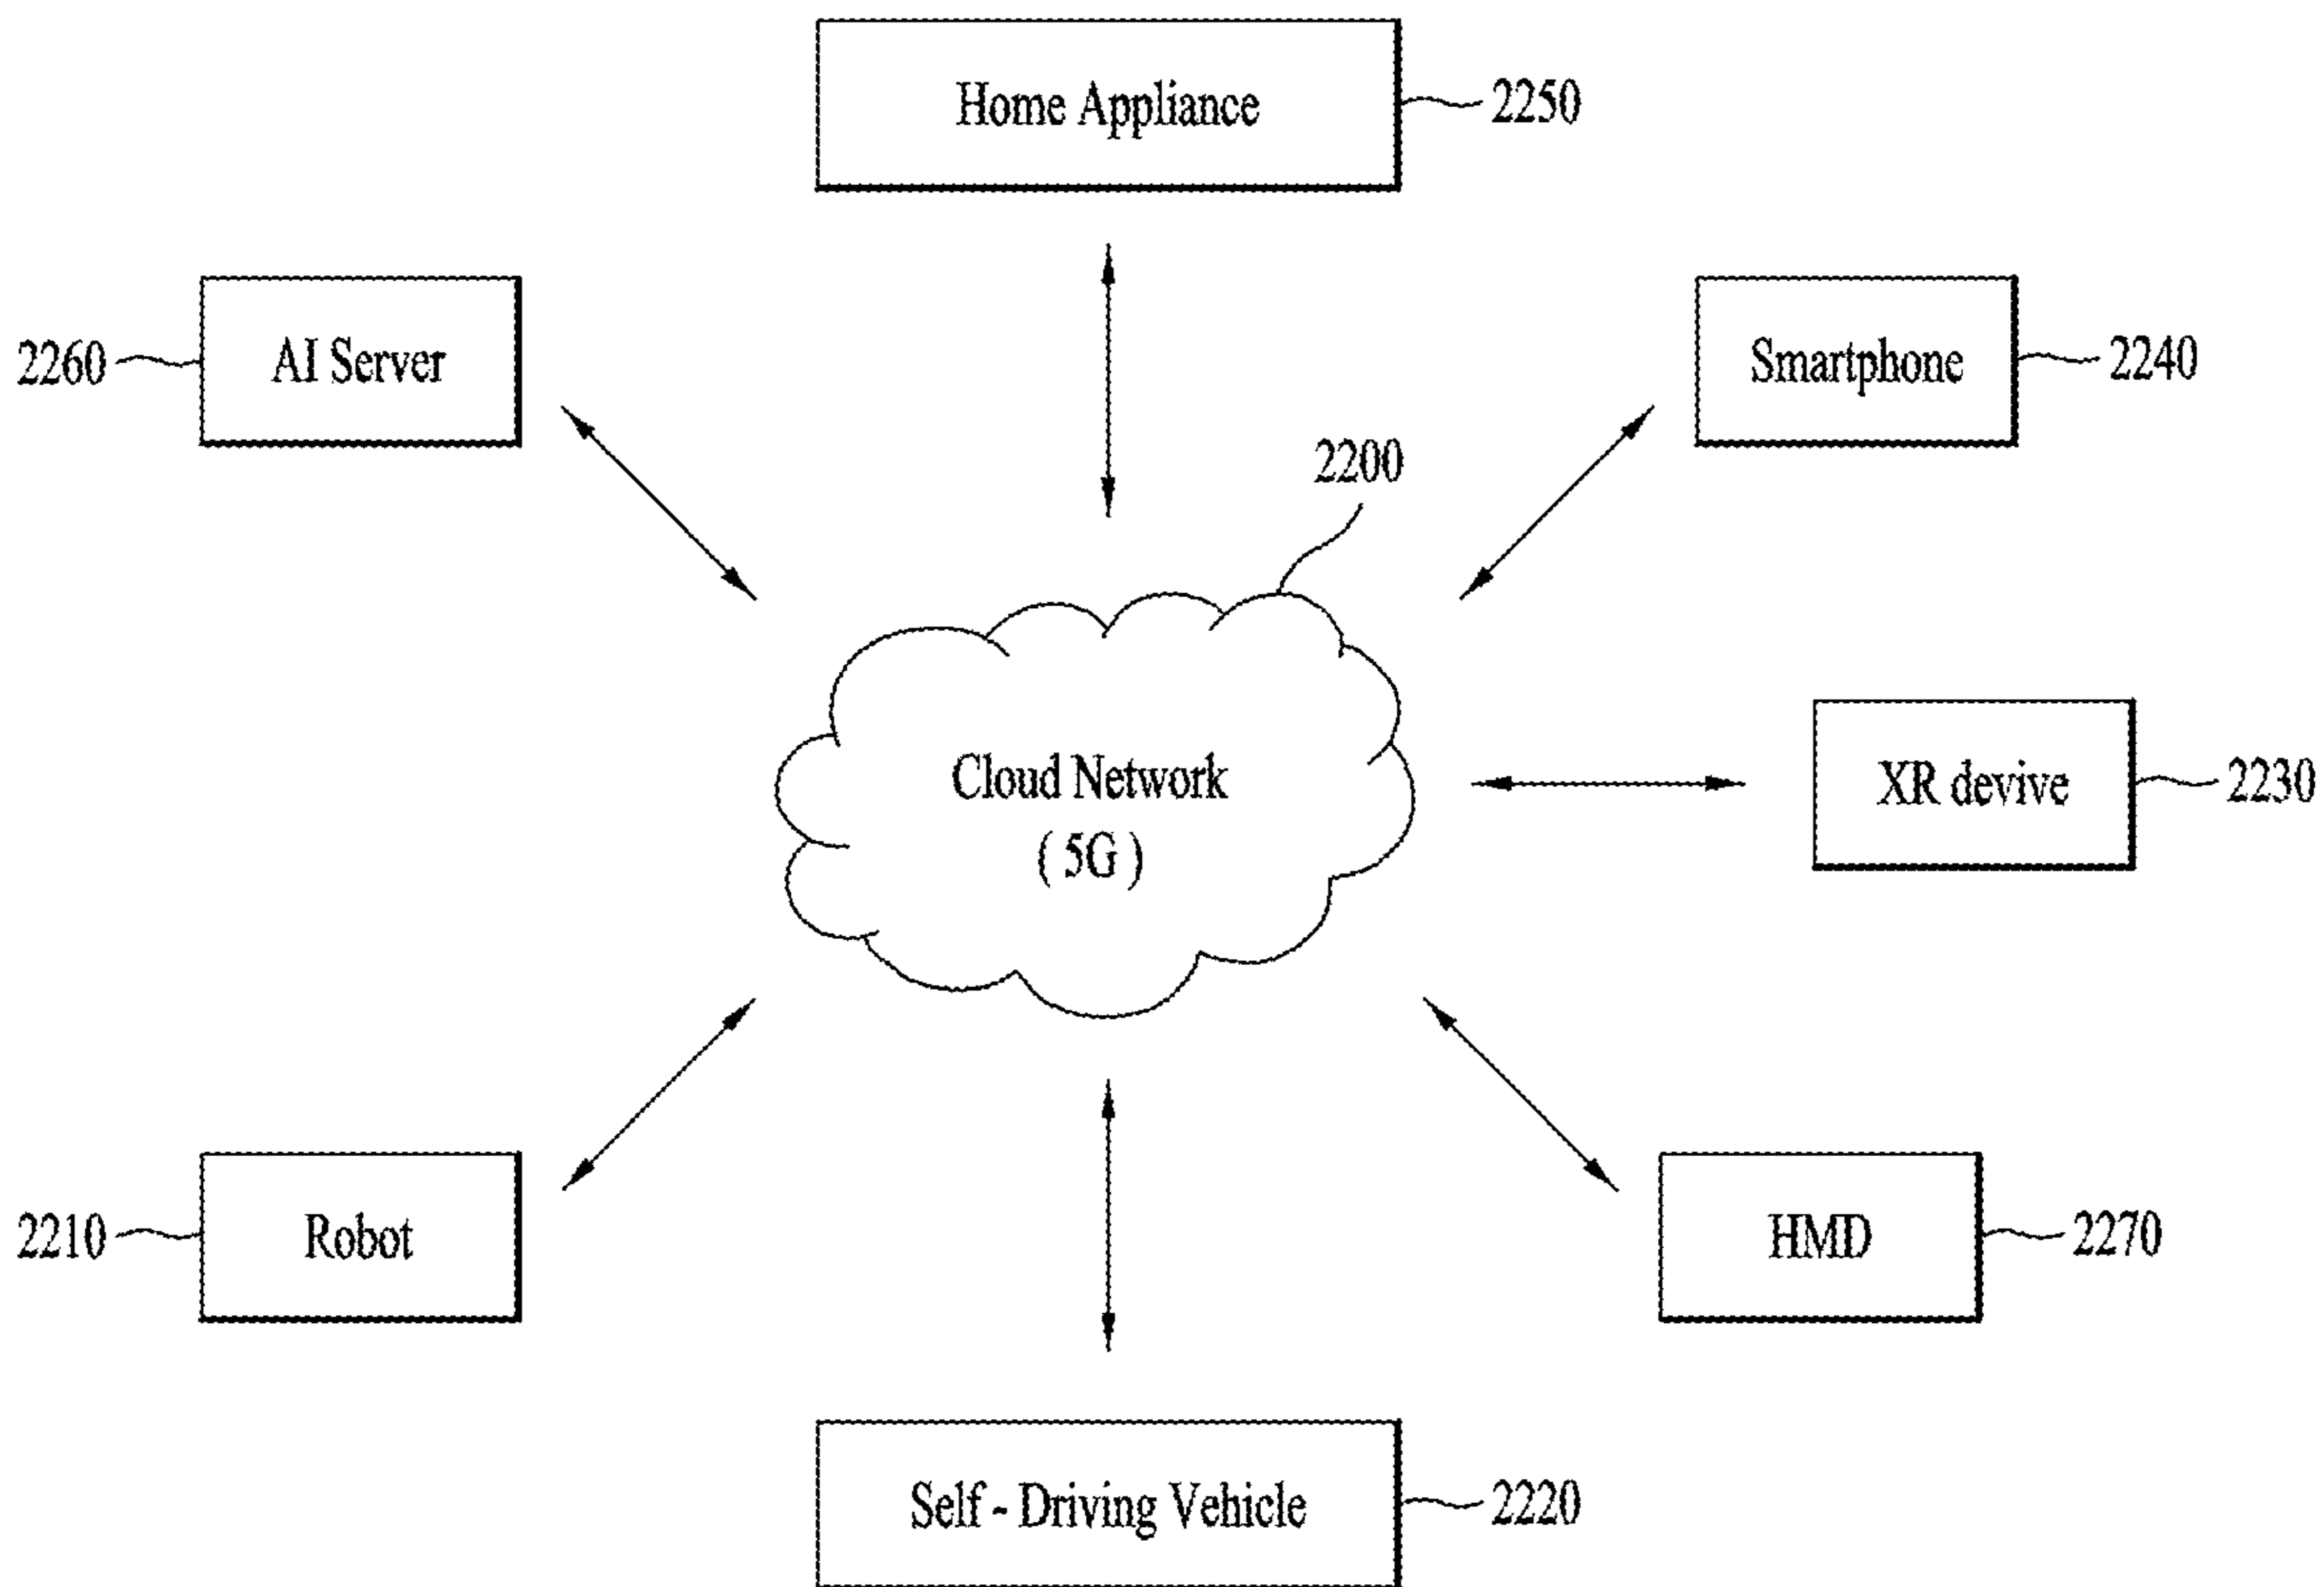 Home Appliance
2250
2260
AI Server
Smartphone
2240
2200
Cloud Network
( 5G )
XR devive
2230
2210
Robot
HMD
2270
Self - Driving Vehicle
2220